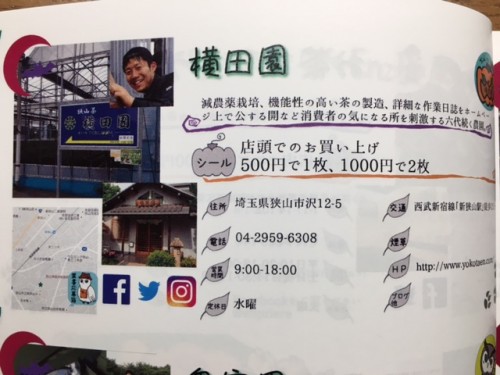 横田園
減農薬栽培、機能性の高い茶の製造、詳細な作業日誌をホームペー
ジ上で公する開など消費者の気になる所を刺激する六代続く
シール
店頭でのお買い上げ
500円で1枚、1000円で2枚
狭山茶
横田園
住所
埼玉県狭山市沢12-5
交通
西武新宿線「新狭山駅」
電話
04-2959-6308
煙草
営業時間
9:00-18:00
HP
http://www.yokotaen.com
定休日
水曜
ブログ
他